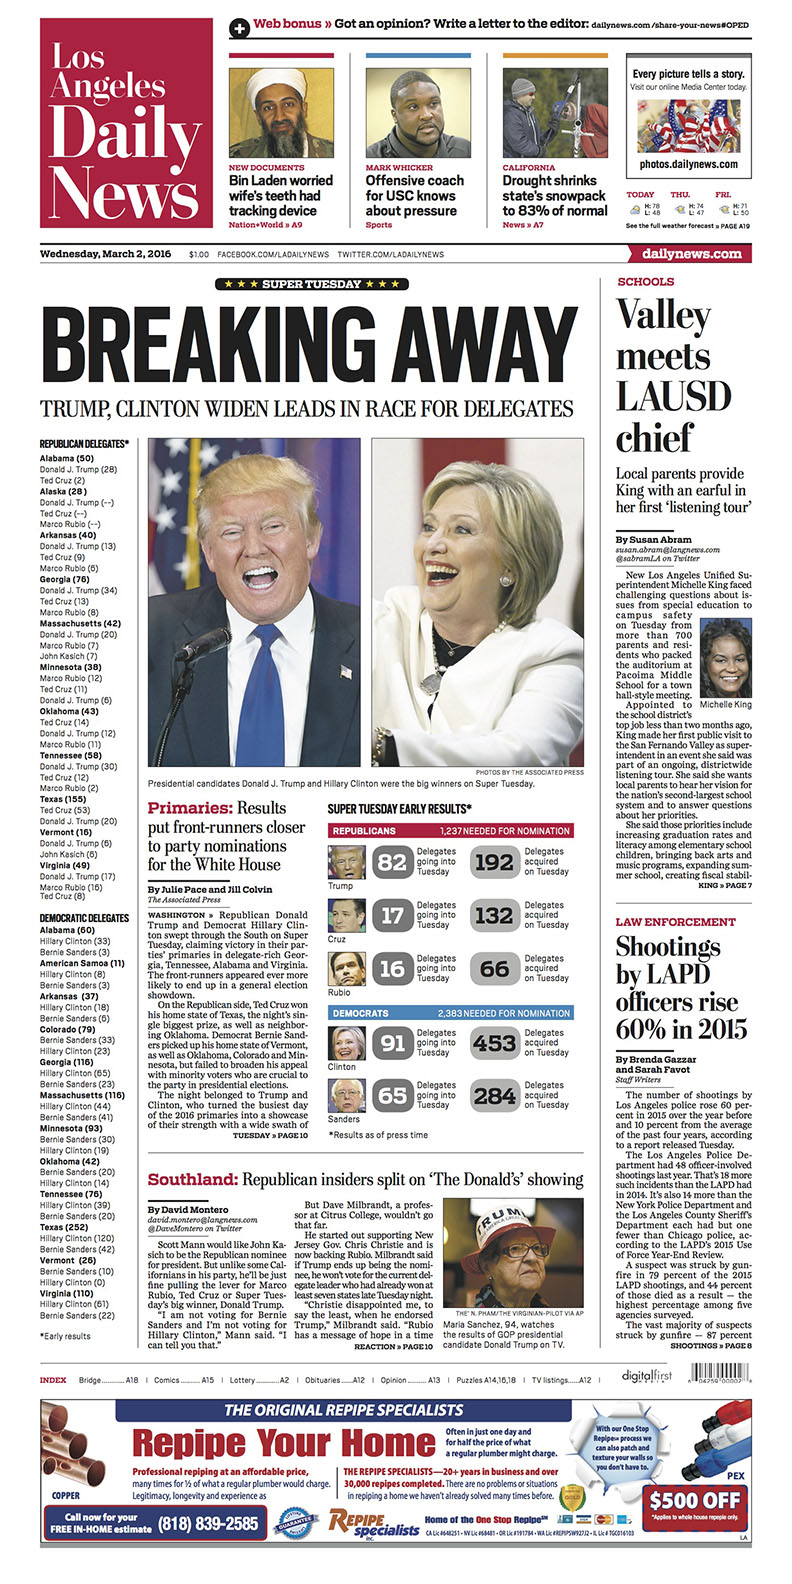 Los
Angeles
Daily
News
Web bonus » Got an opinion? Write a letter to the editor: dailynews.com/share-your-news#OPED
NEW DOCUMENTS
Bin Laden worried
wife's teeth had
tracking device
Nation+World » A9
MARK WHICKER
Offensive coach
for USC knows
about pressure
Sports
CALIFORNIA
Drought shrinks
state's snowpack
to 83% of normal
News » A7
Every picture tells a story.
Visit our online Media Center today.
photos.dailynews.com
TODAY THU. FRI.
H: 78 H: 74 H: 71
L: 48 L: 47 L: 50
See the full weather forecast » PAGE A19
Wednesday, March 2, 2016 $1.00 FACEBOOK.COM/LADAILYNEWS TWITTER.COM/LADAILYNEWS
dailynews.com
★ ★ ★ SUPER TUESDAY ★ ★ ★
BREAKING AWAY
TRUMP, CLINTON WIDEN LEADS IN RACE FOR DELEGATES
REPUBLICAN DELEGATES*
Alabama (50)
Donald J. Trump (28)
Ted Cruz (2)
Alaska (28)
Donald J. Trump (--)
Ted Cruz (--)
Marco Rubio (--)
Arkansas (40)
Donald J. Trump (13)
Ted Cruz (9)
Marco Rubio (6)
Georgia (76)
Donald J. Trump (34)
Ted Cruz (13)
Marco Rubio (8)
Massachusetts (42)
Donald J. Trump (20)
Marco Rubio (7)
John Kasich (7)
Minnesota (38)
Marco Rubio (12)
Ted Cruz (11)
Donald J. Trump (6)
Oklahoma (43)
Ted Cruz (14)
Donald J. Trump (12)
Marco Rubio (11)
Tennessee (58)
Donald J. Trump (30)
Ted Cruz (12)
Marco Rubio (2)
Texas (155)
Ted Cruz (53)
Donald J. Trump (20)
Vermont (16)
Donald J. Trump (6)
John Kasich (6)
Virginia (49)
Donald J. Trump (17)
Marco Rubio (16)
Ted Cruz (8)
DEMOCRATIC DELEGATES
Alabama (60)
Hillary Clinton (33)
Bernie Sanders (3)
American Samoa (11)
Hillary Clinton (8)
Bernie Sanders (3)
Arkansas (37)
Hillary Clinton (18)
Bernie Sanders (6)
Colorado (79)
Bernie Sanders (33)
Hillary Clinton (23)
Georgia (116)
Hillary Clinton (65)
Bernie Sanders (23)
Massachusetts (116)
Hillary Clinton (44)
Bernie Sanders (41)
Minnesota (93)
Bernie Sanders (30)
Hillary Clinton (19)
Oklahoma (42)
Bernie Sanders (20)
Hillary Clinton (14)
Tennessee (76)
Hillary Clinton (39)
Bernie Sanders (20)
Texas (252)
Hillary Clinton (120)
Bernie Sanders (42)
Vermont (26)
Bernie Sanders (10)
Hillary Clinton (0)
Virginia (110)
Hillary Clinton (61)
Bernie Sanders (22)
*Early results
PHOTOS BY THE ASSOCIATED PRESS
Presidential candidates Donald J. Trump and Hillary Clinton were the big winners on Super Tuesday.
Primaries: Results
put front-runners closer
to party nominations
for the White House
By Julie Pace and Jill Colvin
The Associated Press
WASHINGTON » Republican Donald
Trump and Democrat Hillary Clin-
ton swept through the South on Super
Tuesday, claiming victory in their par-
ties' primaries in delegate-rich Geor-
gia, Tennessee, Alabama and Virginia.
The front-runners appeared ever more
likely to end up in a general election
showdown.
On the Republican side, Ted Cruz won
his home state of Texas, the night's sin-
gle biggest prize, as well as neighbor-
ing Oklahoma. Democrat Bernie Sand-
ers picked up his home state of Vermont,
as well as Oklahoma, Colorado and Min-
nesota, but failed to broaden his appeal
with minority voters who are crucial to
the party in presidential elections.
The night belonged to Trump and
Clinton, who turned the busiest day
of the 2016 primaries into a showcase
of their strength with a wide swath of
TUESDAY » PAGE 10
SUPER TUESDAY EARLY RESULTS*
REPUBLICANS 1,237 NEEDED FOR NOMINATION
Trump
82 Delegates going into Tuesday
192 Delegates acquired on Tuesday
Cruz
17 Delegates going into Tuesday
132 Delegates acquired on Tuesday
Rubio
16 Delegates going into Tuesday
66 Delegates acquired on Tuesday
DEMOCRATS 2,383 NEEDED FOR NOMINATION
Clinton
91 Delegates going into Tuesday
453 Delegates acquired on Tuesday
Sanders
65 Delegates going into Tuesday
284 Delegates acquired on Tuesday
*Results as of press time
Southland: Republican insiders split on 'The Donald's' showing
By David Montero
david.montero@langnews.com
@DaveMontero on Twitter
Scott Mann would like John Ka-
sich to be the Republican nominee
for president. But unlike some Cal-
ifornians in his party, he'll be just
fine pulling the lever for Marco
Rubio, Ted Cruz or Super Tues-
day's big winner, Donald Trump.
"I am not voting for Bernie
Sanders and I'm not voting for
Hillary Clinton," Mann said. "I
can tell you that."
But Dave Milbrandt, a profes-
sor at Citrus College, wouldn't go
that far.
He started out supporting New
Jersey Gov. Chris Christie and is
now backing Rubio. Milbrandt said
if Trump ends up being the nomi-
nee, he won't vote for the current del-
egate leader who had already won at
least seven states late Tuesday night.
"Christie disappointed me, to
say the least, when he endorsed
Trump," Milbrandt said. "Rubio
has a message of hope in a time
REACTION » PAGE 10
TRUMP
THE' N. PHAM/THE VIRGINIAN-PILOT VIA AP
Maria Sanchez, 94, watches
the results of GOP presidential
candidate Donald Trump on TV.
SCHOOLS
Valley
meets
LAUSD
chief
Local parents provide
King with an earful in
her first 'listening tour'
By Susan Abram
susan.abram@langnews.com
@sabramLA on Twitter
New Los Angeles Unified Su-
perintendent Michelle King faced
challenging questions about is-
sues from special education to
campus safety
on Tuesday from
more than 700
parents and resi-
dents who packed
the auditorium at
Pacoima Middle
School for a town
hall-style meeting.
Appointed to
the school district's
top job less than two months ago,
King made her first public visit to
the San Fernando Valley as super-
intendent in an event she said was
part of an ongoing, districtwide
listening tour. She said she wants
local parents to hear her vision for
the nation's second-largest school
system and to answer questions
about her priorities.
She said those priorities include
increasing graduation rates and
literacy among elementary school
children, bringing back arts and
music programs, expanding sum-
mer school, creating fiscal stabil-
KING » PAGE 7
Michelle King
LAW ENFORCEMENT
Shootings
by LAPD
officers rise
60% in 2015
By Brenda Gazzar
and Sarah Favot
Staff Writers
The number of shootings by
Los Angeles police rose 60 per-
cent in 2015 over the year before
and 10 percent from the average
of the past four years, according
to a report released Tuesday.
The Los Angeles Police De-
partment had 48 officer-involved
shootings last year. That's 18 more
such incidents than the LAPD had
in 2014. It's also 14 more than the
New York Police Department and
the Los Angeles County Sheriff's
Department each had but one
fewer than Chicago police, ac-
cording to the LAPD's 2015 Use
of Force Year-End Review.
A suspect was struck by gun-
fire in 79 percent of the 2015
LAPD shootings, and 44 percent
of those died as a result — the
highest percentage among five
agencies surveyed.
The vast majority of suspects
struck by gunfire — 87 percent
SHOOTINGS » PAGE 8
INDEX Bridge...........A18 | Comics...........A15 | Lottery...........A2 | Obituaries......A12 | Opinion...........A13 | Puzzles A14,16,18 | TV listings......A12 |
digitalfirst
THE ORIGINAL REPIPE SPECIALISTS
Repipe Your Home
Often in just one day and
for half the price of what
a regular plumber might charge.
Professional repiping at an affordable price,
many times for ½ of what a regular plumber would charge.
Legitimacy, longevity and experience as
THE REPIPE SPECIALISTS—20+ years in business and over
30,000 repipes completed. There are no problems or situations
in repiping a home we haven't already solved many times before.
With our One Stop
Repipe℠ process we
can also patch and
texture your walls so
you don't have to.
COPPER
PEX
Call now for your
FREE IN-HOME estimate (818) 839-2585
GUARANTEE
REPIPE
specialists
Inc.
Home of the One Stop Repipe℠
GOLD
CA Lic #648251 • NV Lic #68481 • OR Lic #191784 • WA Lic #REPIPSW927J2 • IL Lic # TGC016103
$500 OFF
*Applies to whole house repipe only.
LA